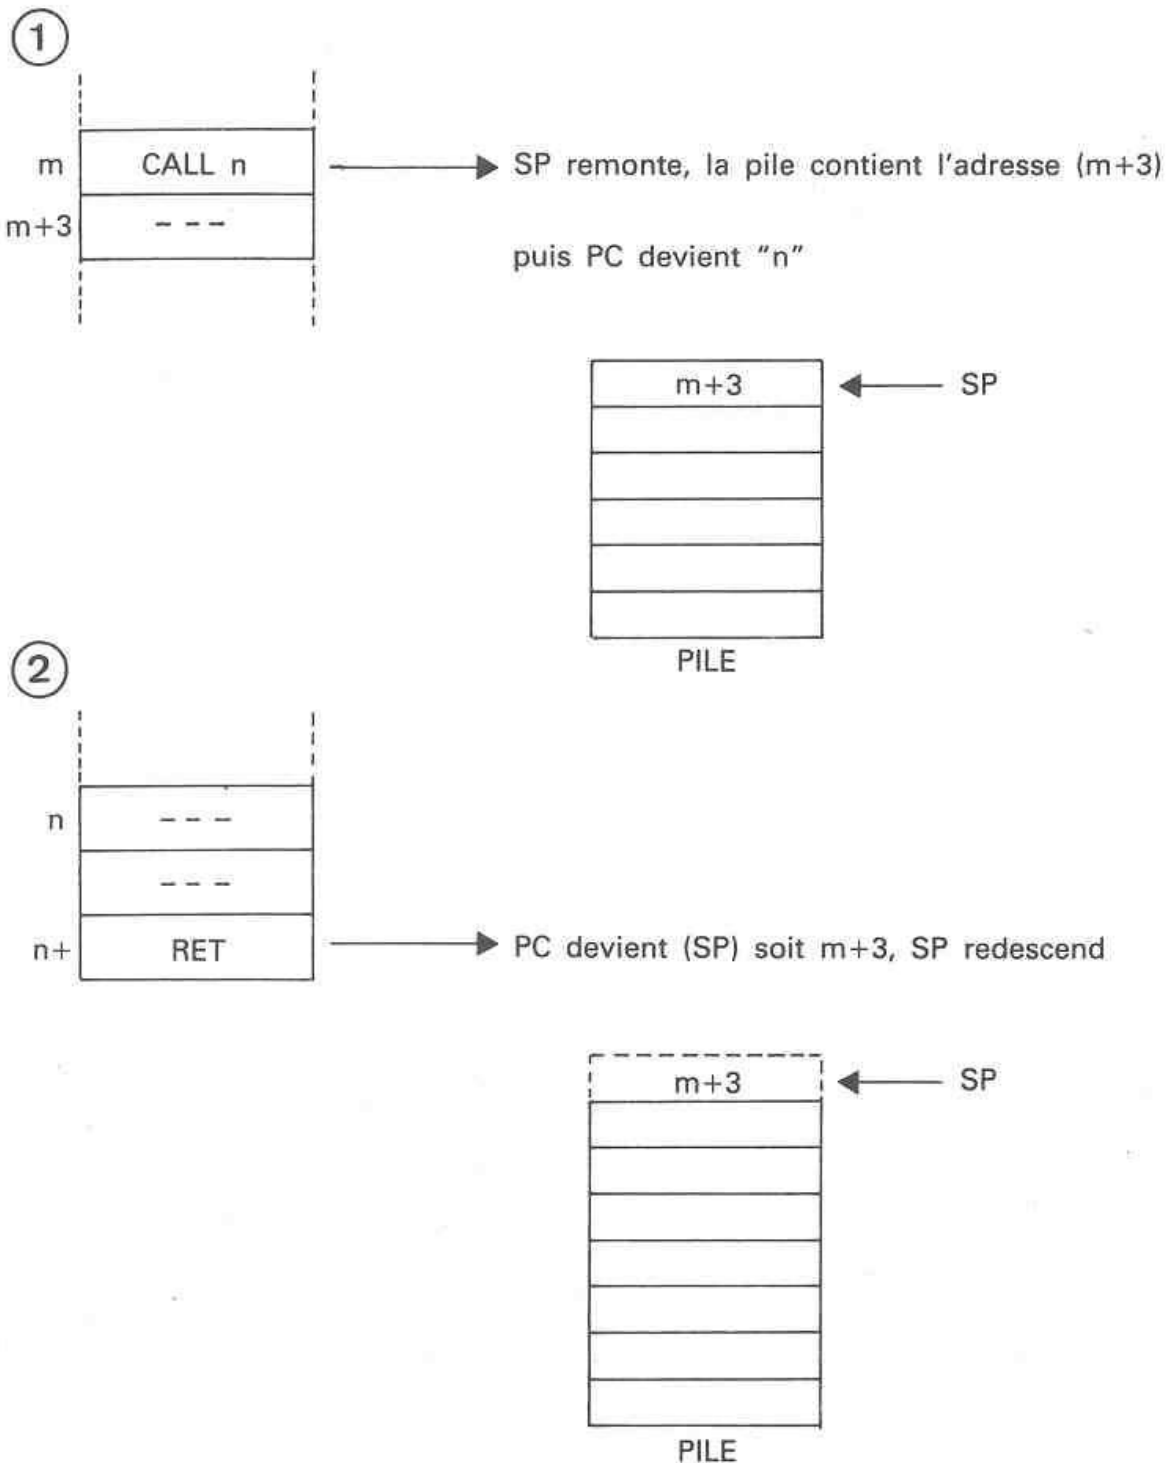 1
m CALL n SP remonte, la pile contient l'adresse (m+3)
m+3 - - -
puis PC devient "n"
m+3 SP
PILE
2
n - - -
- - -
n+ RET PC devient (SP) soit m+3, SP redescend
m+3 SP
PILE